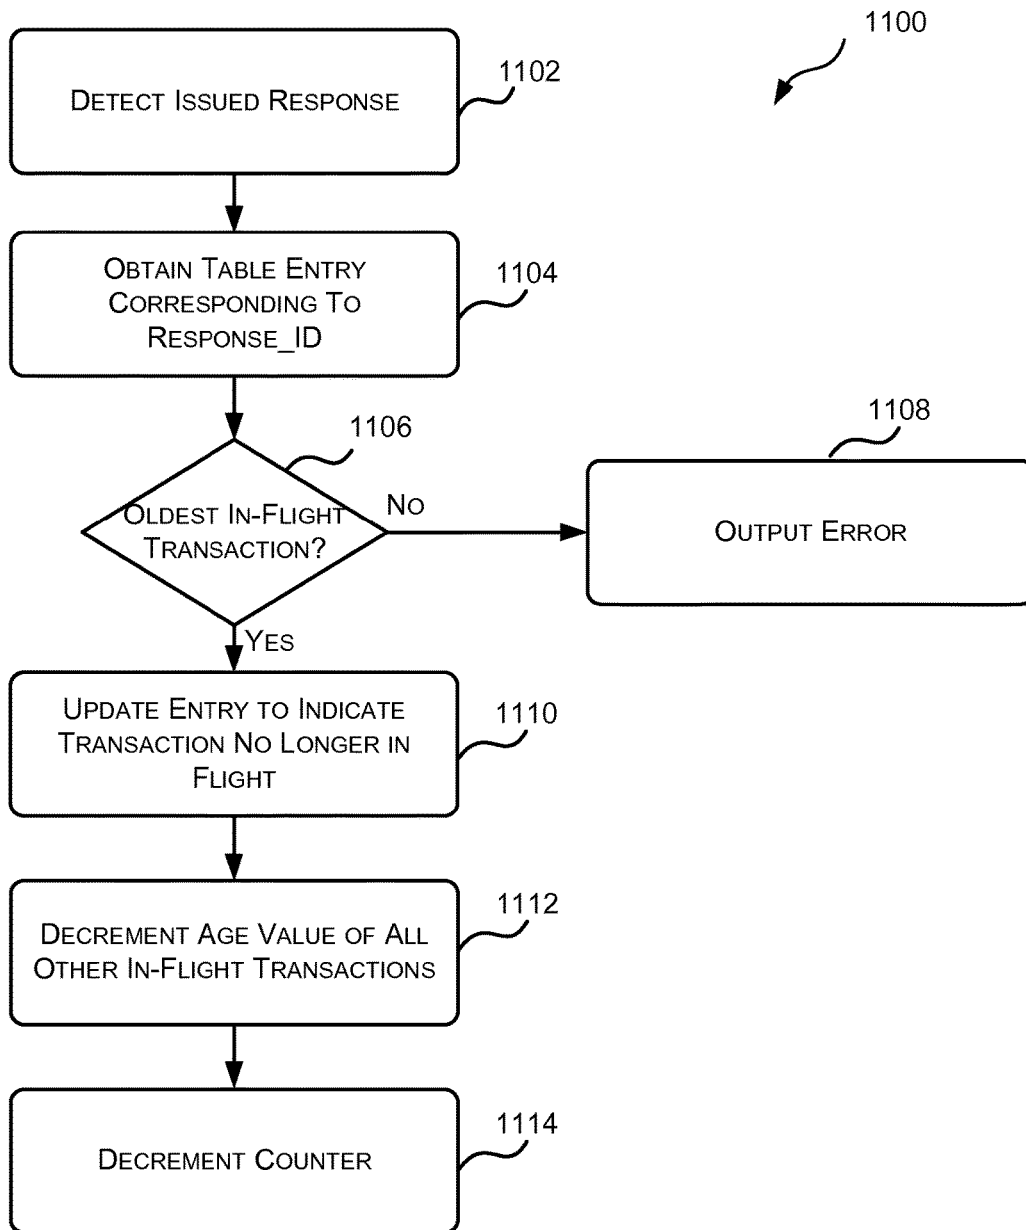 1100
1102
DETECT ISSUED RESPONSE
1104
OBTAIN TABLE ENTRY
CORRESPONDING TO
RESPONSE_ID
1106
1108
OLDEST IN-FLIGHT
TRANSACTION?
NO
OUTPUT ERROR
YES
1110
UPDATE ENTRY TO INDICATE
TRANSACTION NO LONGER IN
FLIGHT
1112
DECREMENT AGE VALUE OF ALL
OTHER IN-FLIGHT TRANSACTIONS
1114
DECREMENT COUNTER